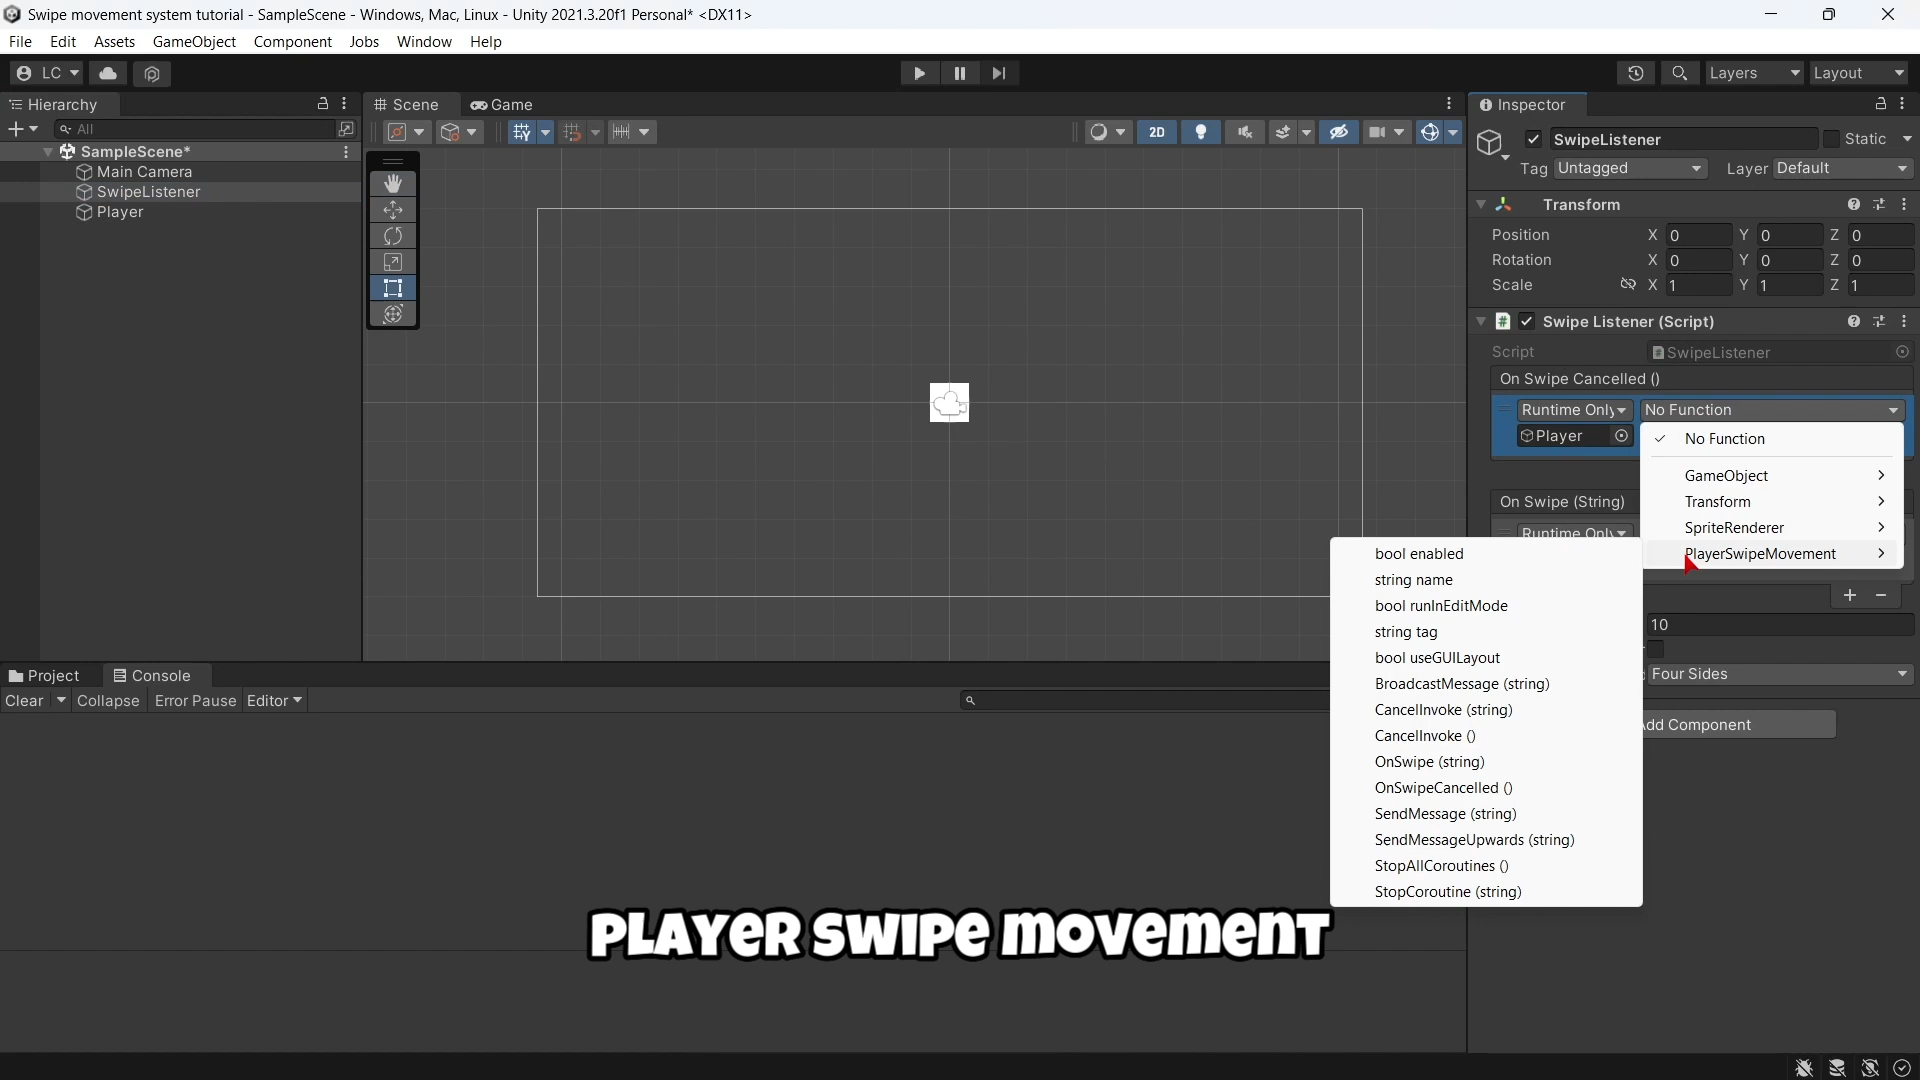 Swipe movement system tutorial - SampleScene - Windows, Mac, Linux - Unity 2021.3.20f1 Personal* <DX11>
File Edit Assets GameObject Component Jobs Window Help
LC Layers Layout
Hierarchy
All
SampleScene*
Main Camera
SwipeListener
Player
Scene Game
2D
Inspector
SwipeListener Static
Tag Untagged Layer Default
Transform
Position X 0 Y 0 Z 0
Rotation X 0 Y 0 Z 0
Scale X 1 Y 1 Z 1
Swipe Listener (Script)
Script SwipeListener
On Swipe Cancelled ()
Runtime Only No Function
Player
No Function
GameObject
Transform
SpriteRenderer
PlayerSwipeMovement
On Swipe (String)
Runtime Only
bool enabled
string name
bool runInEditMode
string tag
bool useGUILayout
BroadcastMessage (string)
CancelInvoke (string)
CancelInvoke ()
OnSwipe (string)
OnSwipeCancelled ()
SendMessage (string)
SendMessageUpwards (string)
StopAllCoroutines ()
StopCoroutine (string)
10
Four Sides
Add Component
Project Console
Clear Collapse Error Pause Editor
PLAYER SWIPE MOVEMENT